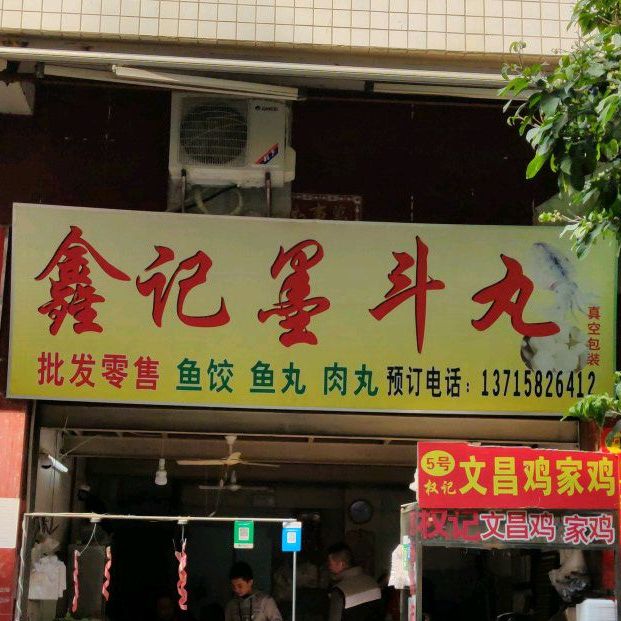 鑫记墨斗丸
真空包装
批发零售 鱼饺 鱼丸 肉丸 预订电话：13715826412
5号
权记
文昌鸡家鸡
权记文昌鸡 家鸡